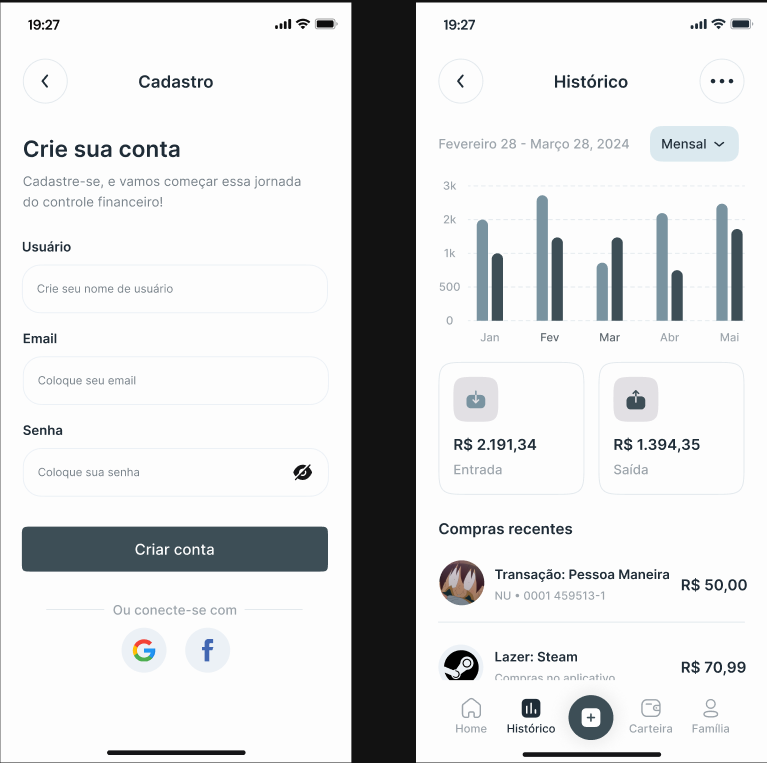 19:27
Cadastro
Crie sua conta
Cadastre-se, e vamos começar essa jornada
do controle financeiro!
Usuário
Crie seu nome de usuário
Email
Coloque seu email
Senha
Coloque sua senha
Criar conta
Ou conecte-se com
19:27
Histórico
Fevereiro 28 - Março 28, 2024
Mensal
3k
2k
1k
500
0
Jan Fev Mar Abr Mai
R$ 2.191,34
Entrada
R$ 1.394,35
Saída
Compras recentes
Transação: Pessoa Maneira
NU • 0001 459513-1
R$ 50,00
Lazer: Steam
Compras no aplicativo
R$ 70,99
Home Histórico Carteira Família